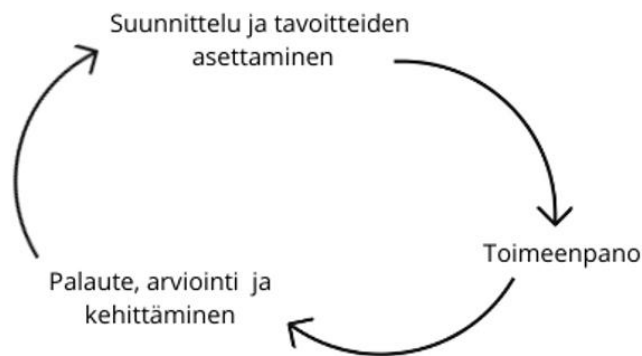 Suunnittelu ja tavoitteiden
asettaminen
Toimeenpano
Palaute, arviointi ja
kehittäminen